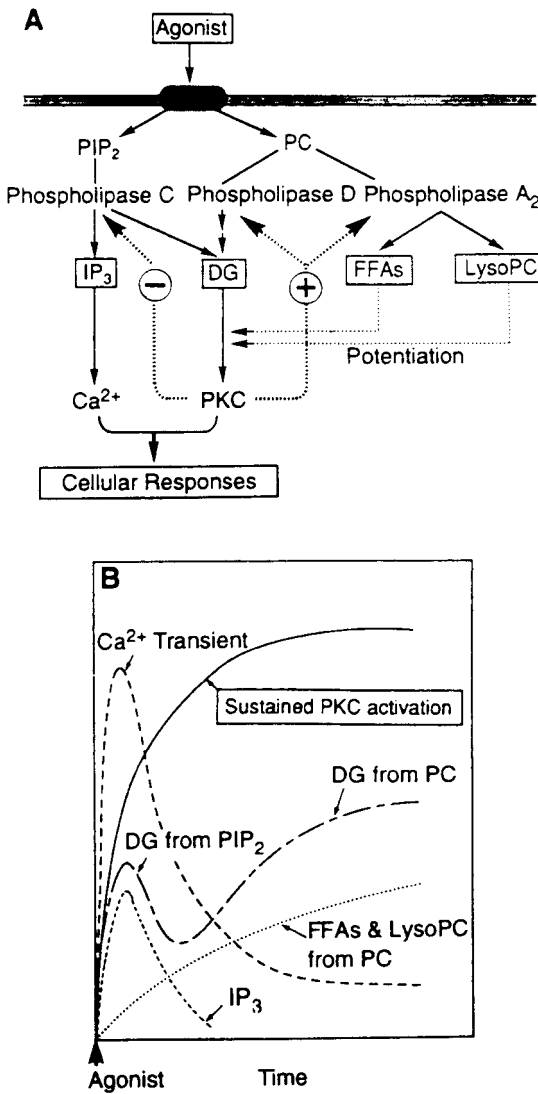 A
Agonist
PIP₂
PC
Phospholipase C Phospholipase D Phospholipase A₂
IP₃
−
DG
+
FFAs
LysoPC
Potentiation
Ca²⁺
PKC
Cellular Responses
B
Ca²⁺ Transient
Sustained PKC activation
DG from PC
DG from PIP₂
FFAs & LysoPC
from PC
IP₃
Agonist
Time